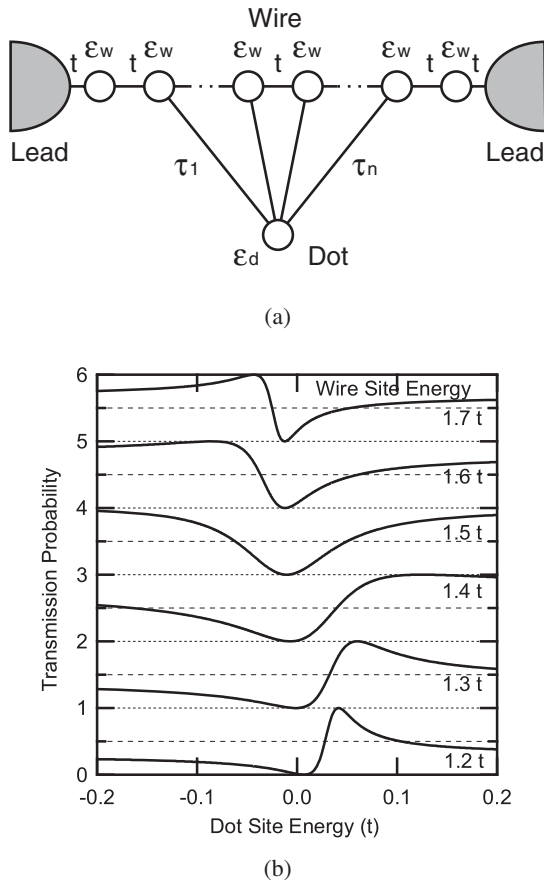 Wire
εw εw εw εw εw εw
t t t t t
Lead Lead
τ1 τn
εd Dot
(a)
6
5
4
3
2
1
0
Transmission Probability
Wire Site Energy
1.7 t
1.6 t
1.5 t
1.4 t
1.3 t
1.2 t
-0.2 -0.1 0.0 0.1 0.2
Dot Site Energy (t)
(b)